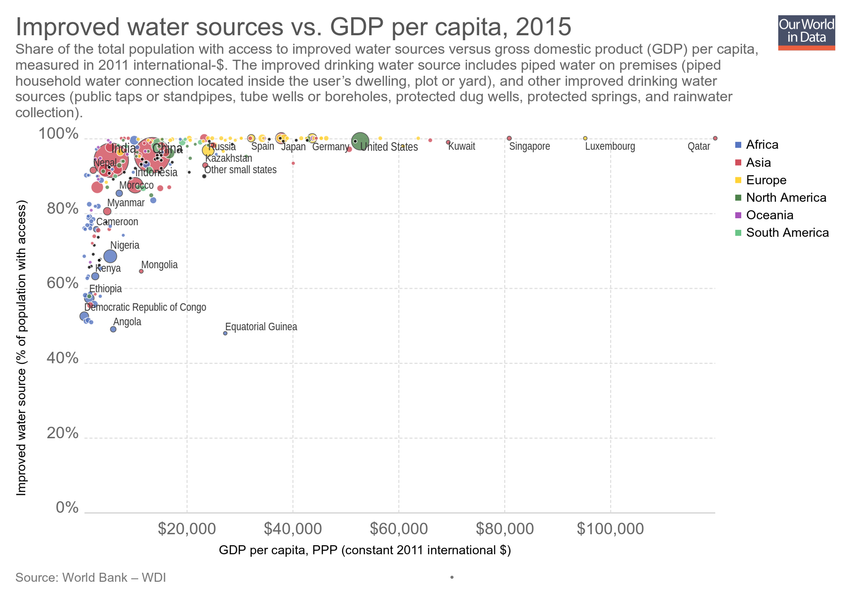 Improved water sources vs. GDP per capita, 2015
Our World
in Data
Share of the total population with access to improved water sources versus gross domestic product (GDP) per capita,
measured in 2011 international-$. The improved drinking water source includes piped water on premises (piped
household water connection located inside the user's dwelling, plot or yard), and other improved drinking water
sources (public taps or standpipes, tube wells or boreholes, protected dug wells, protected springs, and rainwater
collection).
100%
80%
60%
40%
20%
0%
Improved water source (% of population with access)
India
China
Russia
Spain
Japan
Germany
United States
Kuwait
Singapore
Luxembourg
Qatar
Nepal
Kazakhstan
Indonesia
Other small states
Morocco
Myanmar
Cameroon
Nigeria
Kenya
Mongolia
Ethiopia
Democratic Republic of Congo
Angola
Equatorial Guinea
$20,000
$40,000
$60,000
$80,000
$100,000
GDP per capita, PPP (constant 2011 international $)
Africa
Asia
Europe
North America
Oceania
South America
Source: World Bank – WDI